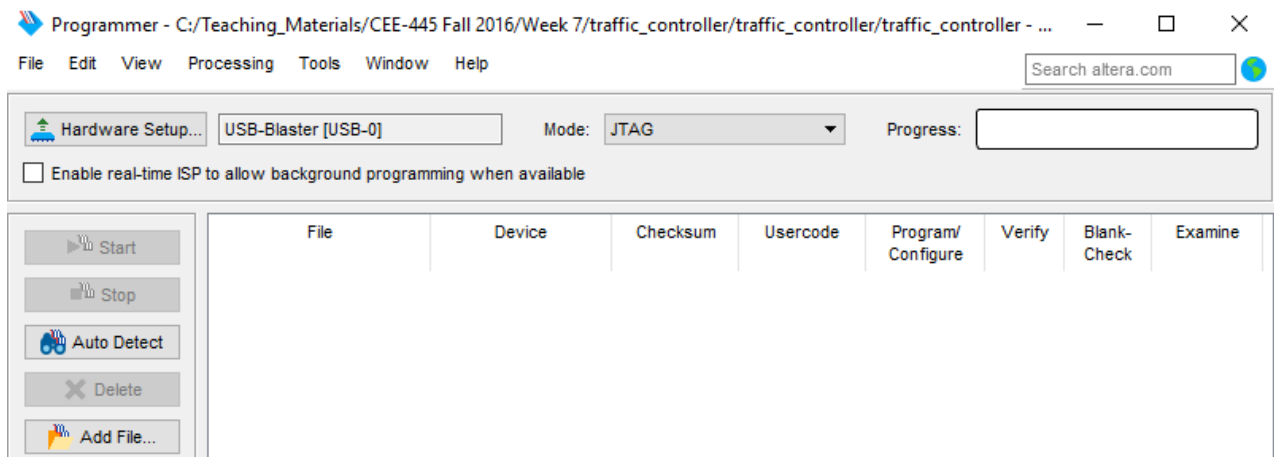 Programmer - C:/Teaching_Materials/CEE-445 Fall 2016/Week 7/traffic_controller/traffic_controller/traffic_controller - ...
File Edit View Processing Tools Window Help
Search altera.com
Hardware Setup... USB-Blaster [USB-0] Mode: JTAG Progress:
Enable real-time ISP to allow background programming when available
File Device Checksum Usercode Program/ Verify Blank- Examine
Configure Check
Start
Stop
Auto Detect
Delete
Add File...